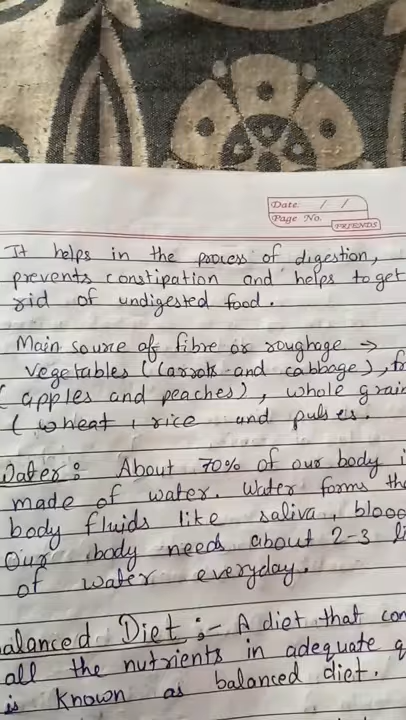 Date / /
Page No.
FRIENDS
It helps in the process of digestion,
prevents constipation and helps to get
rid of undigested food.
Main source of fibre or roughage →
vegetables (Carrots and cabbage), fr
(apples and peaches), whole grain
(wheat, rice and pulses.
Water: About 70% of our body i
made of water. Water forms the
body fluids like saliva, bloo
Our body needs about 2-3 li
of water everyday.
alanced Diet :- A diet that con
all the nutrients in adequate q
is known as balanced diet.